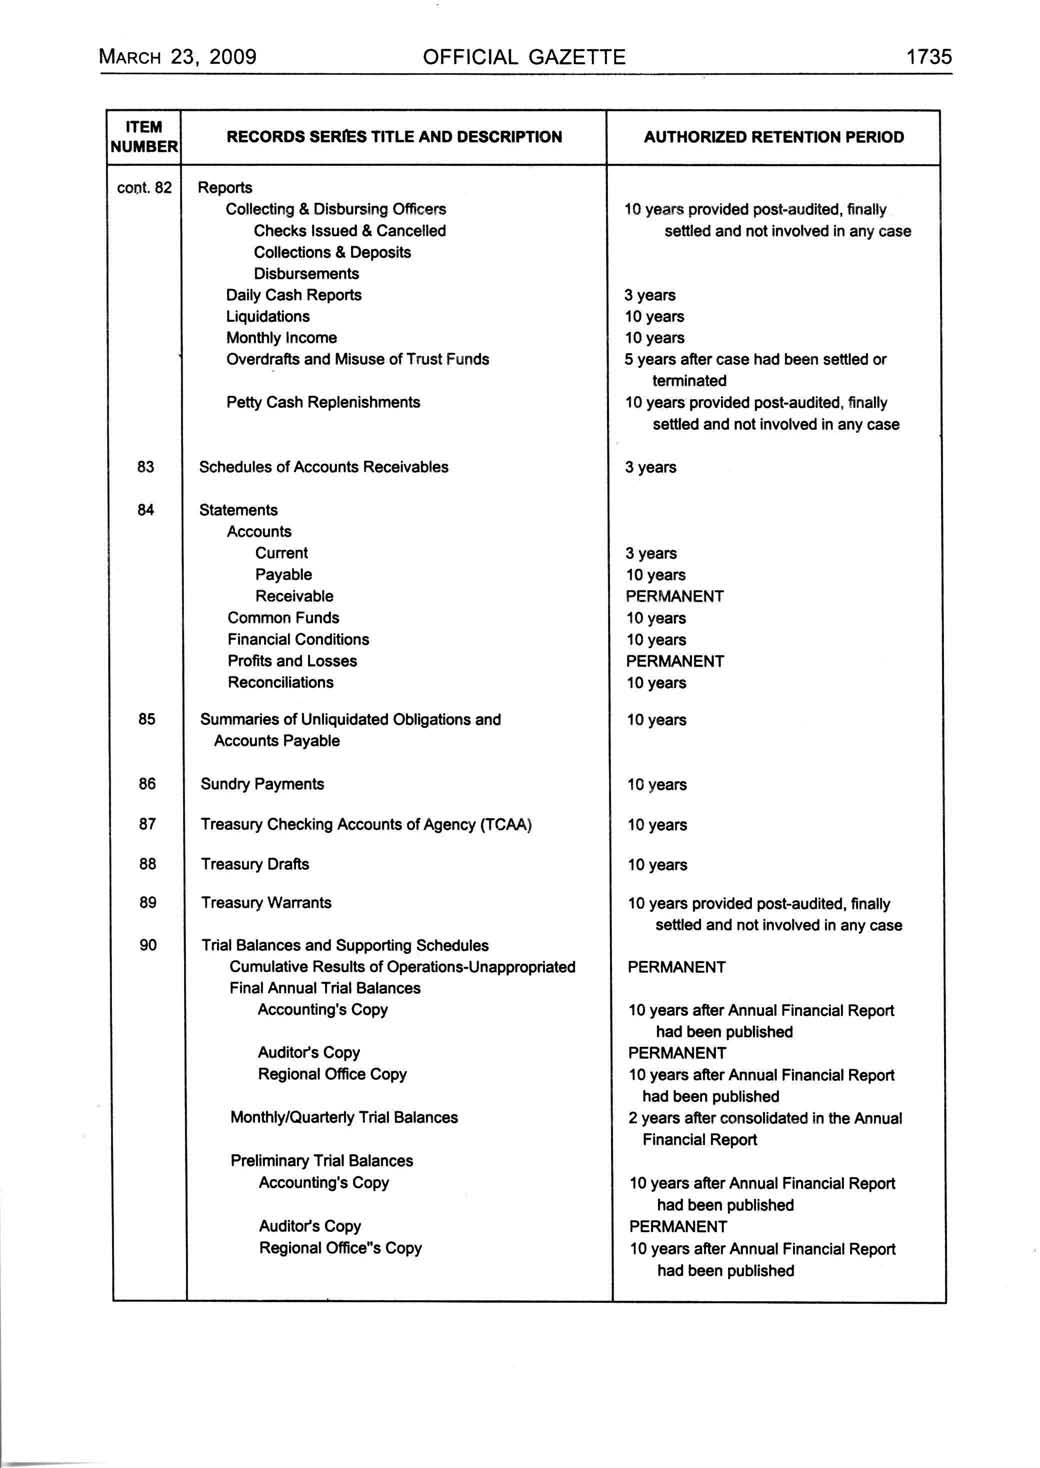 MARCH 23, 2009 OFFICIAL GAZETTE 1735
ITEM NUMBER RECORDS SERIES TITLE AND DESCRIPTION AUTHORIZED RETENTION PERIOD
cont. 82 Reports
Collecting & Disbursing Officers 10 years provided post-audited, finally
Checks Issued & Cancelled settled and not involved in any case
Collections & Deposits
Disbursements
Daily Cash Reports 3 years
Liquidations 10 years
Monthly Income 10 years
Overdrafts and Misuse of Trust Funds 5 years after case had been settled or
terminated
Petty Cash Replenishments 10 years provided post-audited, finally
settled and not involved in any case
83 Schedules of Accounts Receivables 3 years
84 Statements
Accounts
Current 3 years
Payable 10 years
Receivable PERMANENT
Common Funds 10 years
Financial Conditions 10 years
Profits and Losses PERMANENT
Reconciliations 10 years
85 Summaries of Unliquidated Obligations and 10 years
Accounts Payable
86 Sundry Payments 10 years
87 Treasury Checking Accounts of Agency (TCAA) 10 years
88 Treasury Drafts 10 years
89 Treasury Warrants 10 years provided post-audited, finally
settled and not involved in any case
90 Trial Balances and Supporting Schedules
Cumulative Results of Operations-Unappropriated PERMANENT
Final Annual Trial Balances
Accounting's Copy 10 years after Annual Financial Report
had been published
Auditor's Copy PERMANENT
Regional Office Copy 10 years after Annual Financial Report
had been published
Monthly/Quarterly Trial Balances 2 years after consolidated in the Annual
Financial Report
Preliminary Trial Balances
Accounting's Copy 10 years after Annual Financial Report
had been published
Auditor's Copy PERMANENT
Regional Office"s Copy 10 years after Annual Financial Report
had been published